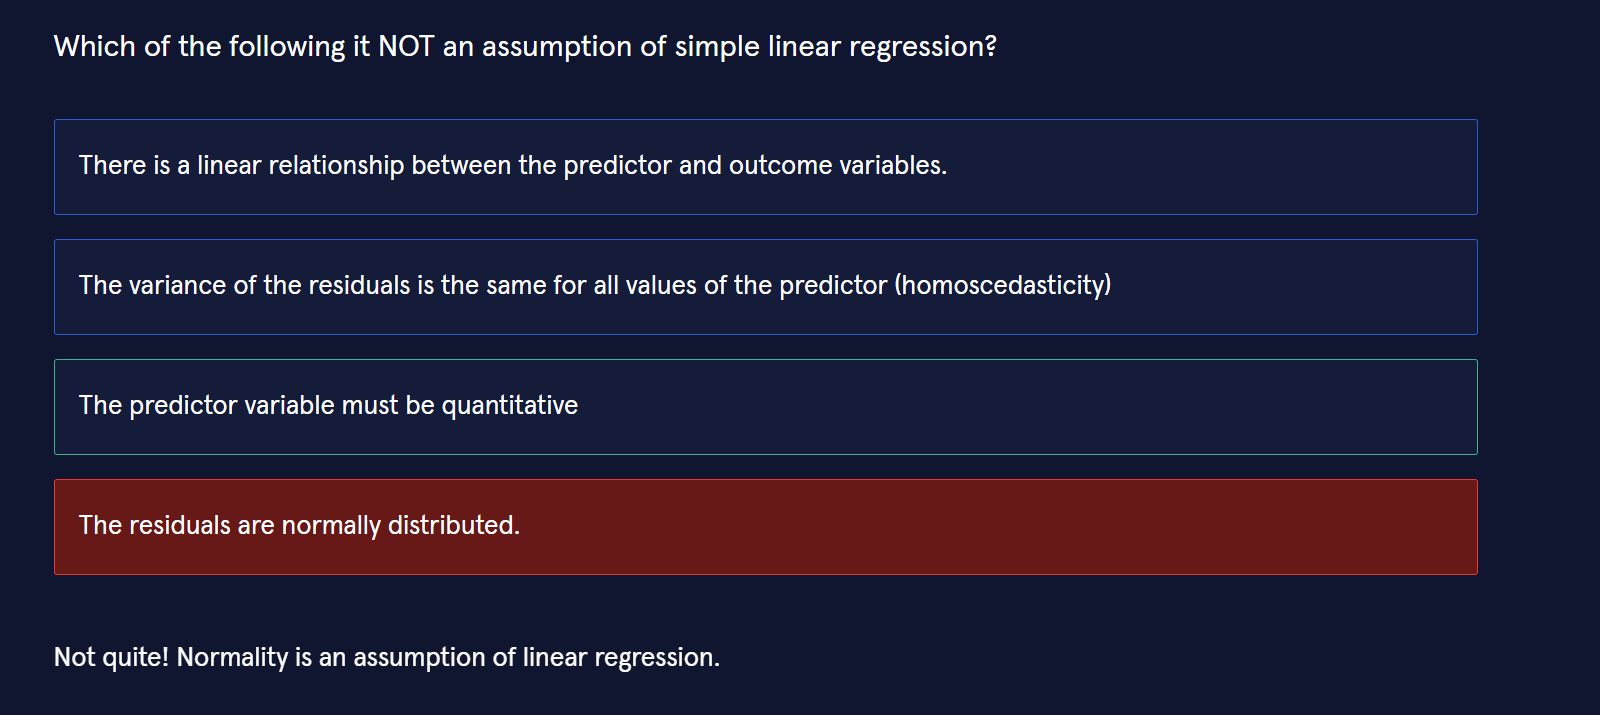 Which of the following it NOT an assumption of simple linear regression?
There is a linear relationship between the predictor and outcome variables.
The variance of the residuals is the same for all values of the predictor (homoscedasticity)
The predictor variable must be quantitative
The residuals are normally distributed.
Not quite! Normality is an assumption of linear regression.